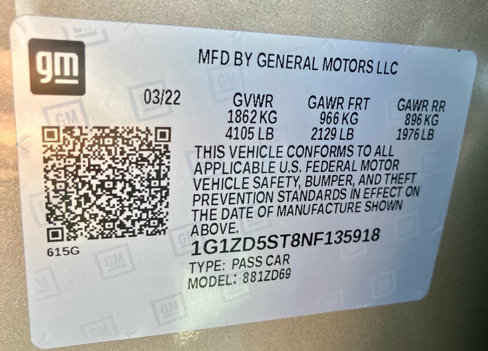 gm
MFD BY GENERAL MOTORS LLC
03/22
GVWR GAWR FRT GAWR RR
1862 KG 966 KG 896 KG
4105 LB 2129 LB 1976 LB
THIS VEHICLE CONFORMS TO ALL
APPLICABLE U.S. FEDERAL MOTOR
VEHICLE SAFETY, BUMPER, AND THEFT
PREVENTION STANDARDS IN EFFECT ON
THE DATE OF MANUFACTURE SHOWN
ABOVE.
615G
1G1ZD5ST8NF135918
TYPE: PASS CAR
MODEL: 881ZD69